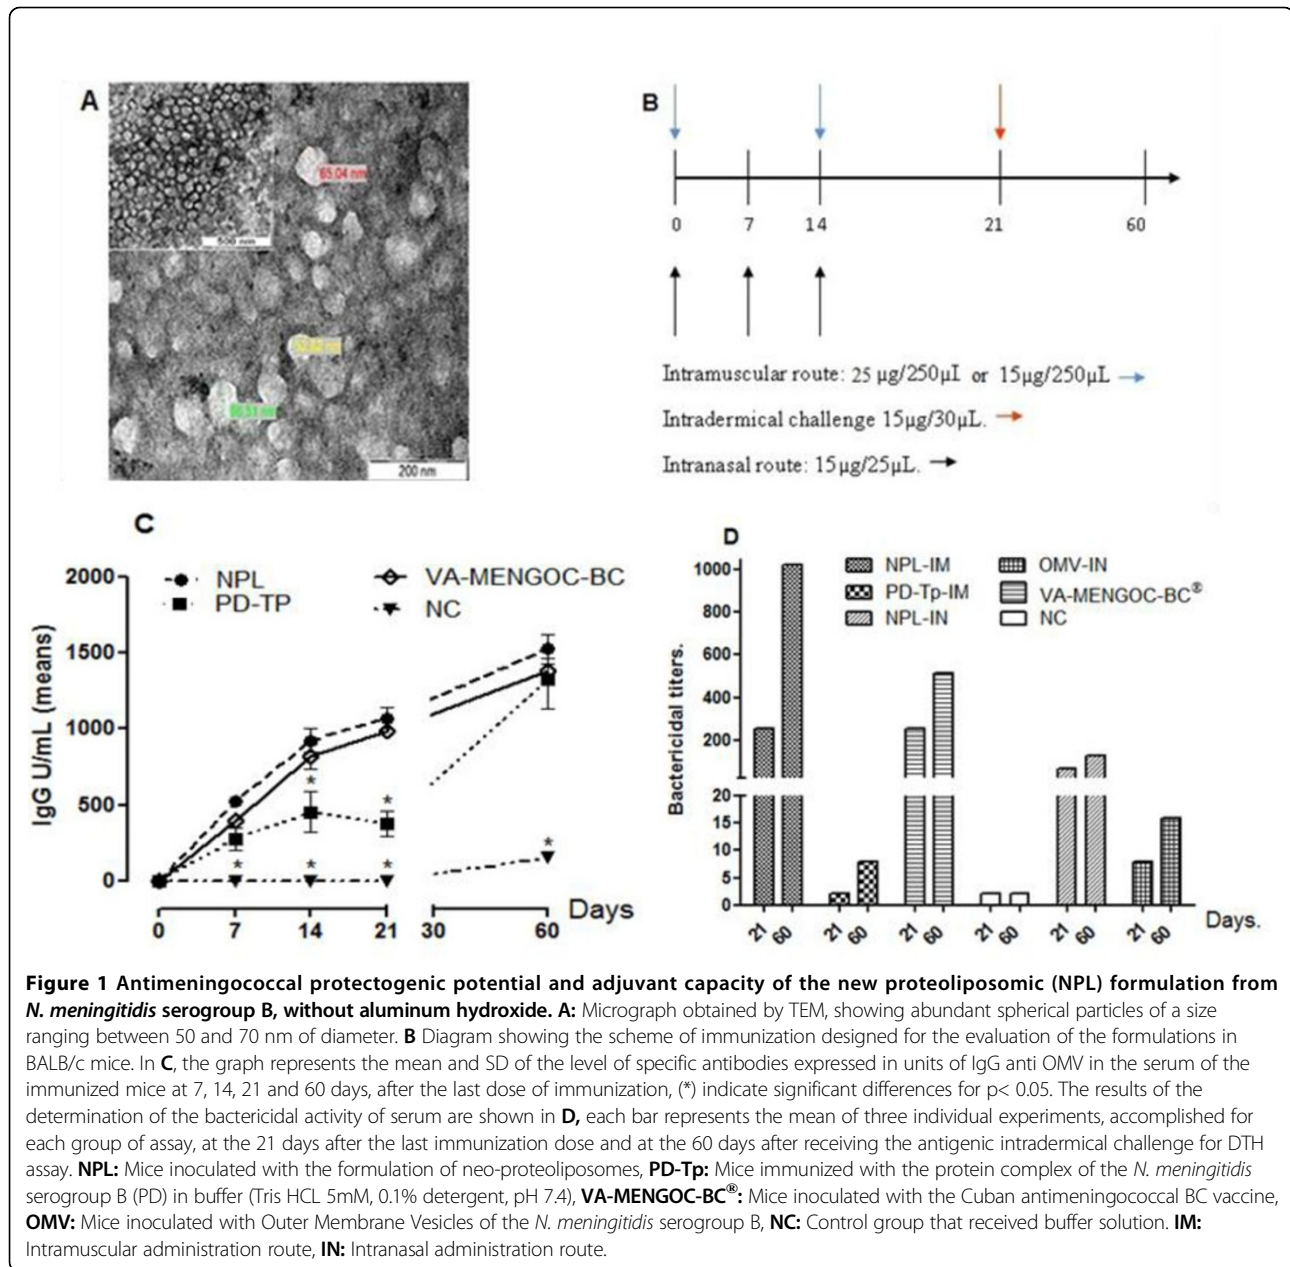 A
65.04 nm
500 nm
200 nm
B
0 7 14 21 60
Intramuscular route: 25 µg/250µL or 15µg/250µL
Intradermical challenge 15µg/30µL.
Intranasal route: 15µg/25µL.
C
NPL
PD-TP
VA-MENGOC-BC
NC
IgG U/mL (means)
2000
1500
1000
500
0
* * * * * *
0 7 14 21 30 60
Days
D
NPL-IM
PD-Tp-IM
NPL-IN
OMV-IN
VA-MENGOC-BC®
NC
Bactericidal titers.
1000
800
600
400
200
20
15
10
5
0
21 60 21 60 21 60 21 60 21 60 21 60
Days.
Figure 1 Antimeningococcal protectogenic potential and adjuvant capacity of the new proteoliposomic (NPL) formulation from
N. meningitidis serogroup B, without aluminum hydroxide. A: Micrograph obtained by TEM, showing abundant spherical particles of a size
ranging between 50 and 70 nm of diameter. B Diagram showing the scheme of immunization designed for the evaluation of the formulations in
BALB/c mice. In C, the graph represents the mean and SD of the level of specific antibodies expressed in units of IgG anti OMV in the serum of the
immunized mice at 7, 14, 21 and 60 days, after the last dose of immunization, (*) indicate significant differences for p< 0.05. The results of the
determination of the bactericidal activity of serum are shown in D, each bar represents the mean of three individual experiments, accomplished for
each group of assay, at the 21 days after the last immunization dose and at the 60 days after receiving the antigenic intradermical challenge for DTH
assay. NPL: Mice inoculated with the formulation of neo-proteoliposomes, PD-Tp: Mice immunized with the protein complex of the N. meningitidis
serogroup B (PD) in buffer (Tris HCL 5mM, 0.1% detergent, pH 7.4), VA-MENGOC-BC®: Mice inoculated with the Cuban antimeningococcal BC vaccine,
OMV: Mice inoculated with Outer Membrane Vesicles of the N. meningitidis serogroup B, NC: Control group that received buffer solution. IM:
Intramuscular administration route, IN: Intranasal administration route.